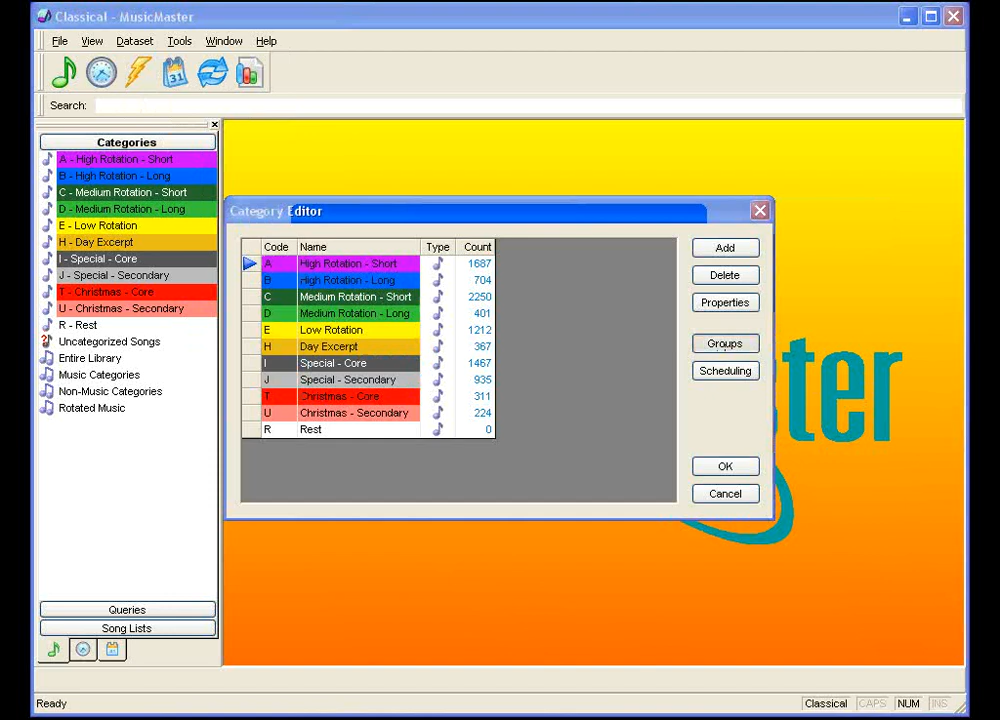 Classical - MusicMaster
File View Dataset Tools Window Help
31
Search:
Categories
A - High Rotation - Short
B - High Rotation - Long
C - Medium Rotation - Short
D - Medium Rotation - Long
E - Low Rotation
H - Day Excerpt
I - Special - Core
J - Special - Secondary
T - Christmas - Core
U - Christmas - Secondary
R - Rest
Uncategorized Songs
Entire Library
Music Categories
Non-Music Categories
Rotated Music
Queries
Song Lists
Category Editor
Code Name Type Count
A High Rotation - Short 1687
B High Rotation - Long 704
C Medium Rotation - Short 2250
D Medium Rotation - Long 401
E Low Rotation 1212
H Day Excerpt 367
I Special - Core 1467
J Special - Secondary 935
T Christmas - Core 311
U Christmas - Secondary 224
R Rest 0
Add
Delete
Properties
Groups
Scheduling
OK
Cancel
ter
Ready Classical CAPS NUM INS